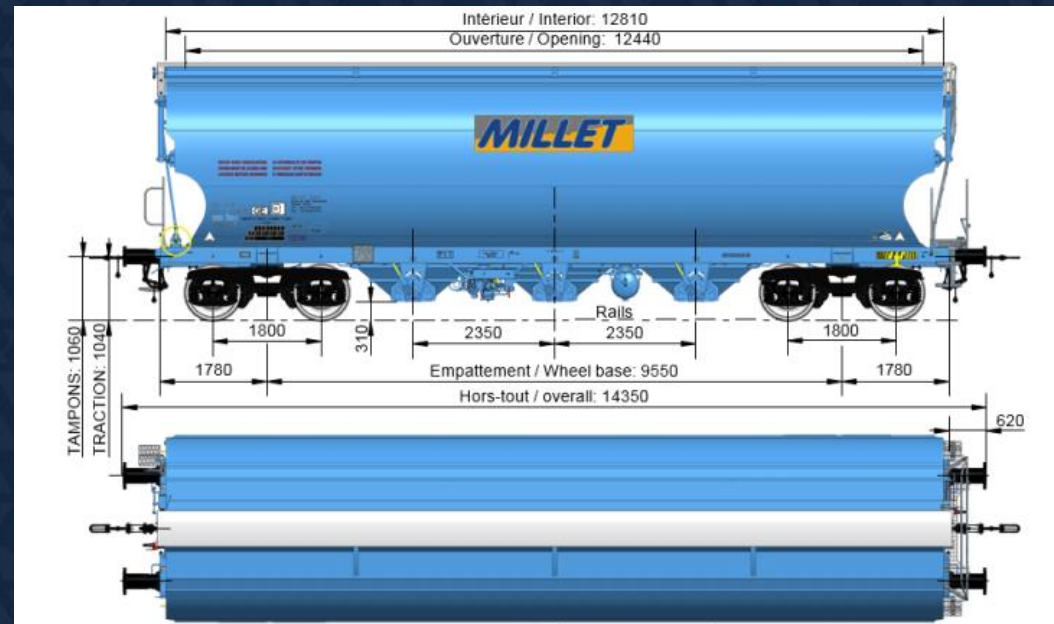 Intérieur / Interior: 12810
Ouverture / Opening: 12440
MILLET
Rails
1800
2350
2350
1800
310
TAMPONS: 1060
TRACTION: 1040
1780
Empattement / Wheel base: 9550
1780
Hors-tout / overall: 14350
620